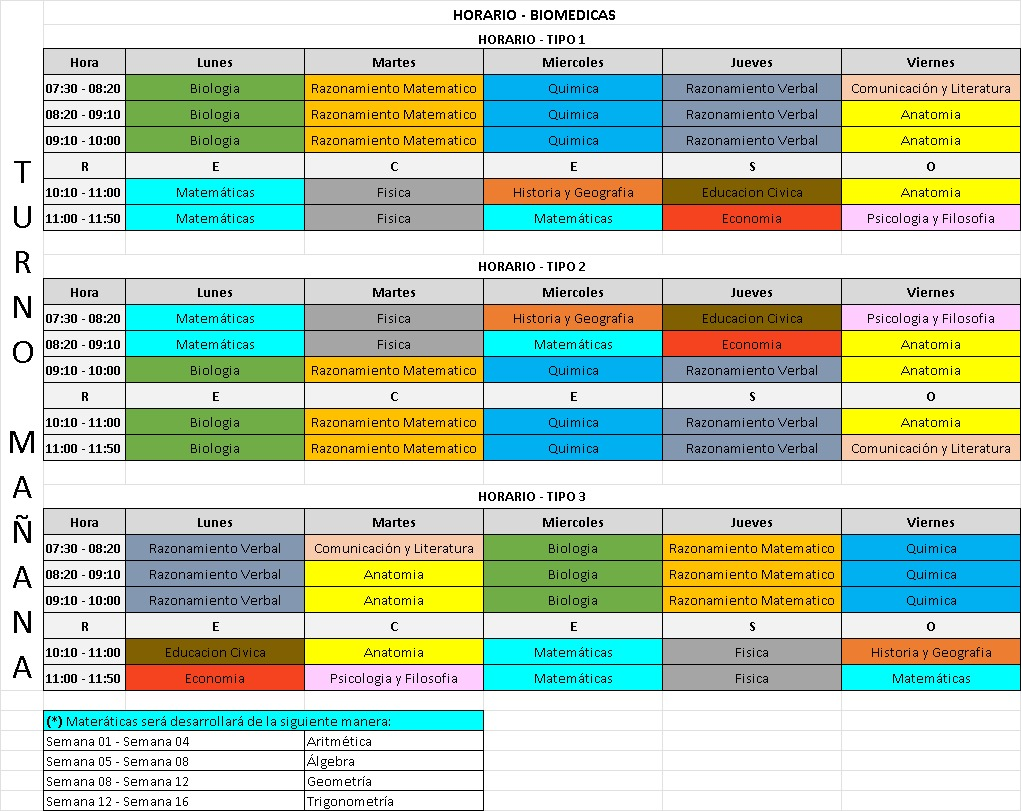 HORARIO - BIOMEDICAS
TURNO MAÑANA
HORARIO - TIPO 1
Hora Lunes Martes Miercoles Jueves Viernes
07:30 - 08:20 Biologia Razonamiento Matematico Quimica Razonamiento Verbal Comunicación y Literatura
08:20 - 09:10 Biologia Razonamiento Matematico Quimica Razonamiento Verbal Anatomia
09:10 - 10:00 Biologia Razonamiento Matematico Quimica Razonamiento Verbal Anatomia
R E C E S O
10:10 - 11:00 Matemáticas Fisica Historia y Geografia Educacion Civica Anatomia
11:00 - 11:50 Matemáticas Fisica Matemáticas Economia Psicologia y Filosofia
HORARIO - TIPO 2
Hora Lunes Martes Miercoles Jueves Viernes
07:30 - 08:20 Matemáticas Fisica Historia y Geografia Educacion Civica Psicologia y Filosofia
08:20 - 09:10 Matemáticas Fisica Matemáticas Economia Anatomia
09:10 - 10:00 Biologia Razonamiento Matematico Quimica Razonamiento Verbal Anatomia
R E C E S O
10:10 - 11:00 Biologia Razonamiento Matematico Quimica Razonamiento Verbal Anatomia
11:00 - 11:50 Biologia Razonamiento Matematico Quimica Razonamiento Verbal Comunicación y Literatura
HORARIO - TIPO 3
Hora Lunes Martes Miercoles Jueves Viernes
07:30 - 08:20 Razonamiento Verbal Comunicación y Literatura Biologia Razonamiento Matematico Quimica
08:20 - 09:10 Razonamiento Verbal Anatomia Biologia Razonamiento Matematico Quimica
09:10 - 10:00 Razonamiento Verbal Anatomia Biologia Razonamiento Matematico Quimica
R E C E S O
10:10 - 11:00 Educacion Civica Anatomia Matemáticas Fisica Historia y Geografia
11:00 - 11:50 Economia Psicologia y Filosofia Matemáticas Fisica Matemáticas
(*) Materáticas será desarrollará de la siguiente manera:
Semana 01 - Semana 04 Aritmética
Semana 05 - Semana 08 Álgebra
Semana 08 - Semana 12 Geometría
Semana 12 - Semana 16 Trigonometría